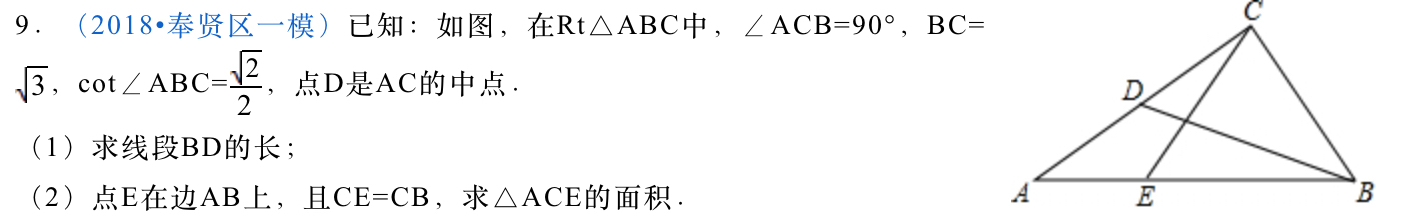 9．（2018•奉贤区一模）已知：如图，在Rt△ABC中，∠ACB=90°，BC=
√3，cot∠ABC=√2/2，点D是AC的中点．
（1）求线段BD的长；
（2）点E在边AB上，且CE=CB，求△ACE的面积．
C
D
A
E
B